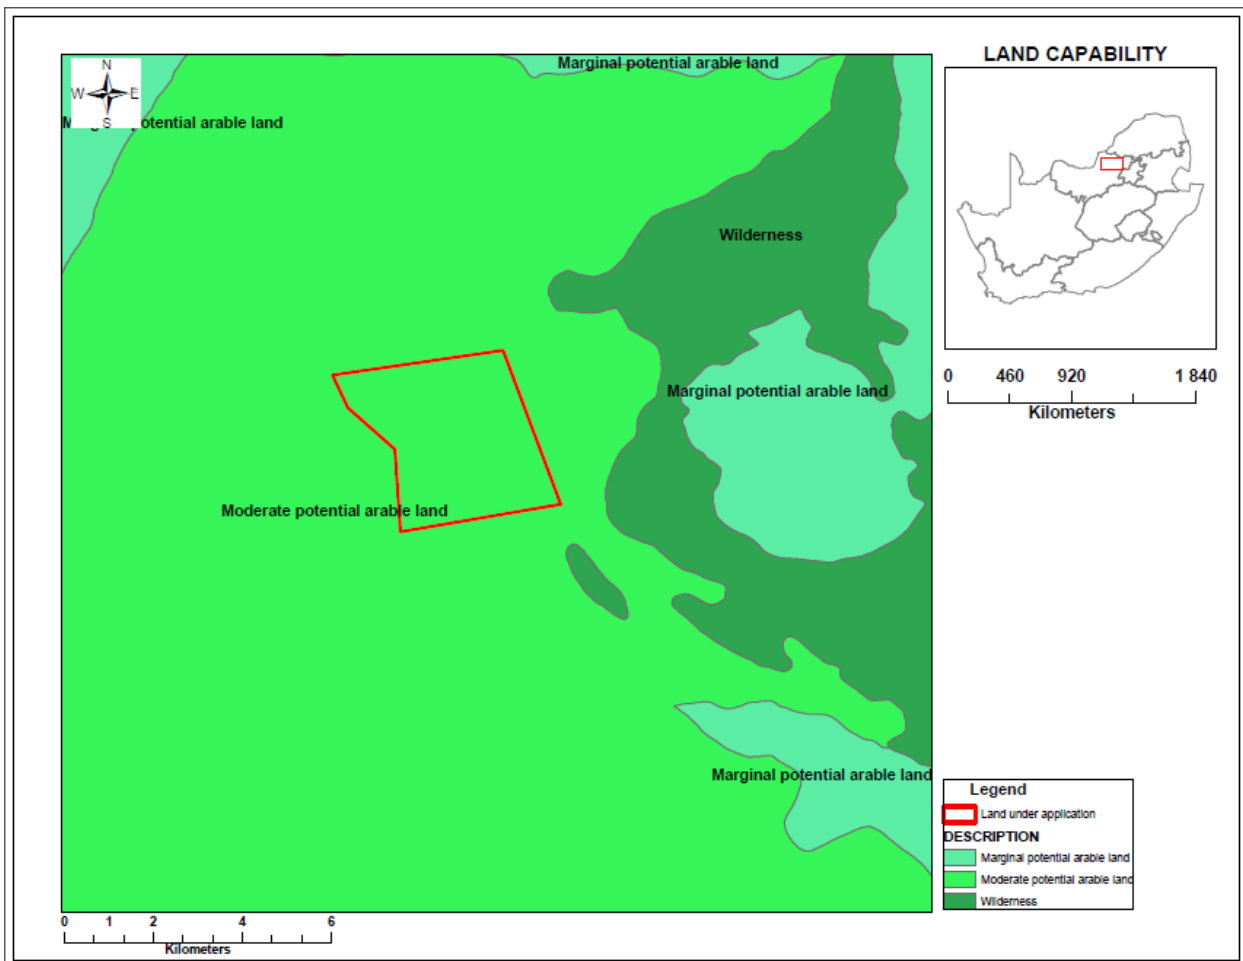 LAND CAPABILITY
Marginal potential arable land
N
W E
S
potential arable land
Wilderness
Marginal potential arable land
0 460 920 1 840
Kilometers
Moderate potential arable land
Marginal potential arable land
Legend
Land under application
DESCRIPTION
Marginal potential arable land
Moderate potential arable land
Wilderness
0 1 2 4 6
Kilometers